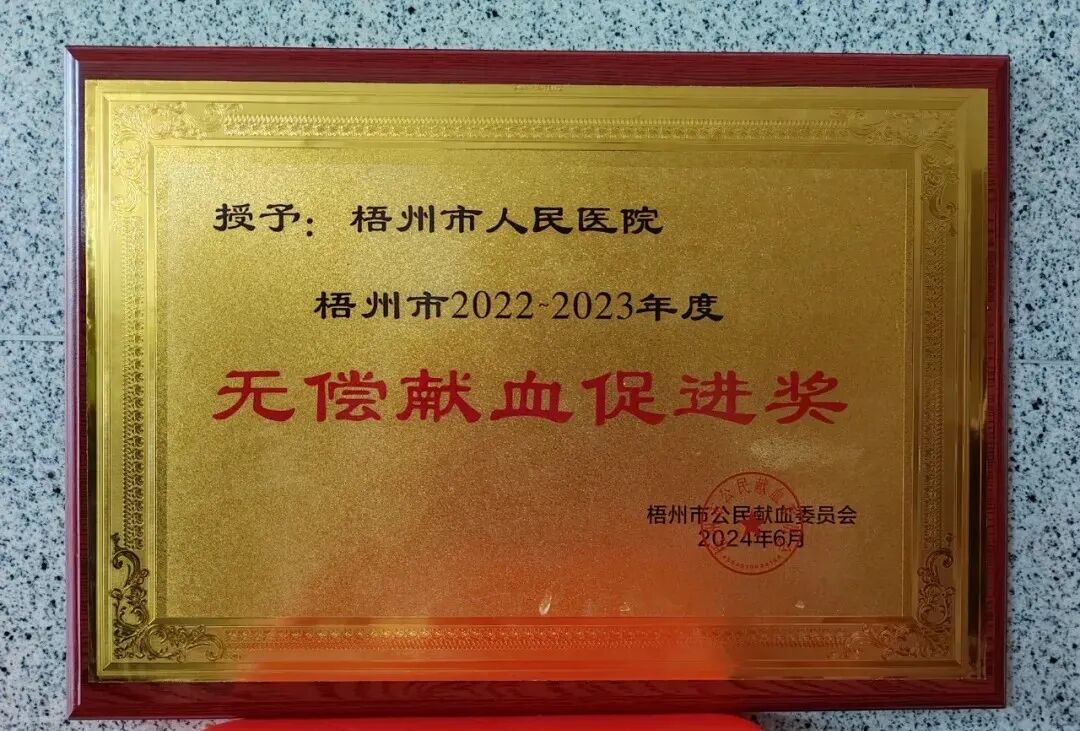 授予：梧州市人民医院
梧州市2022-2023年度
无偿献血促进奖
梧州市公民献血委员会
2024年6月